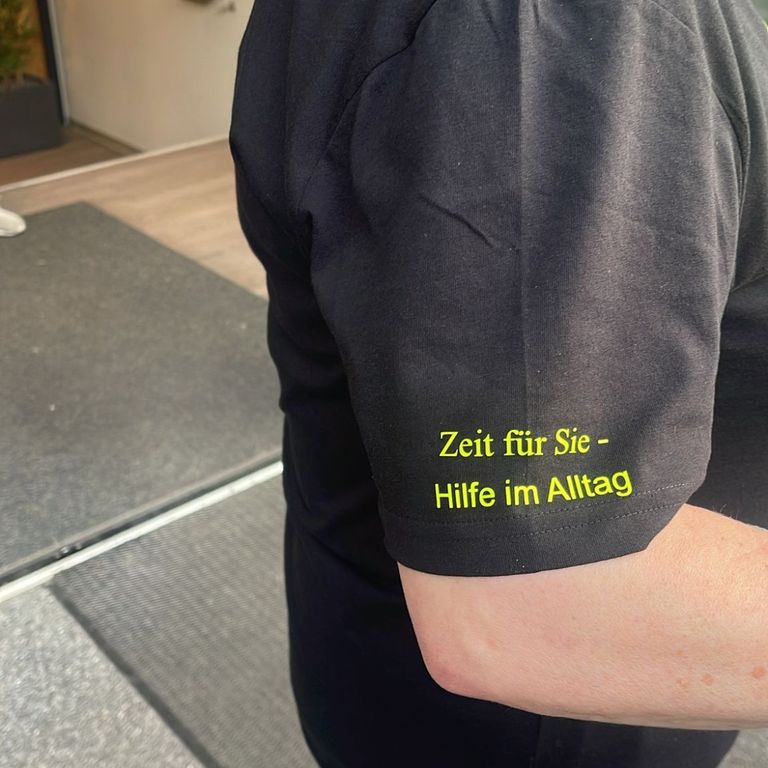 Zeit für Sie -
Hilfe im Alltag